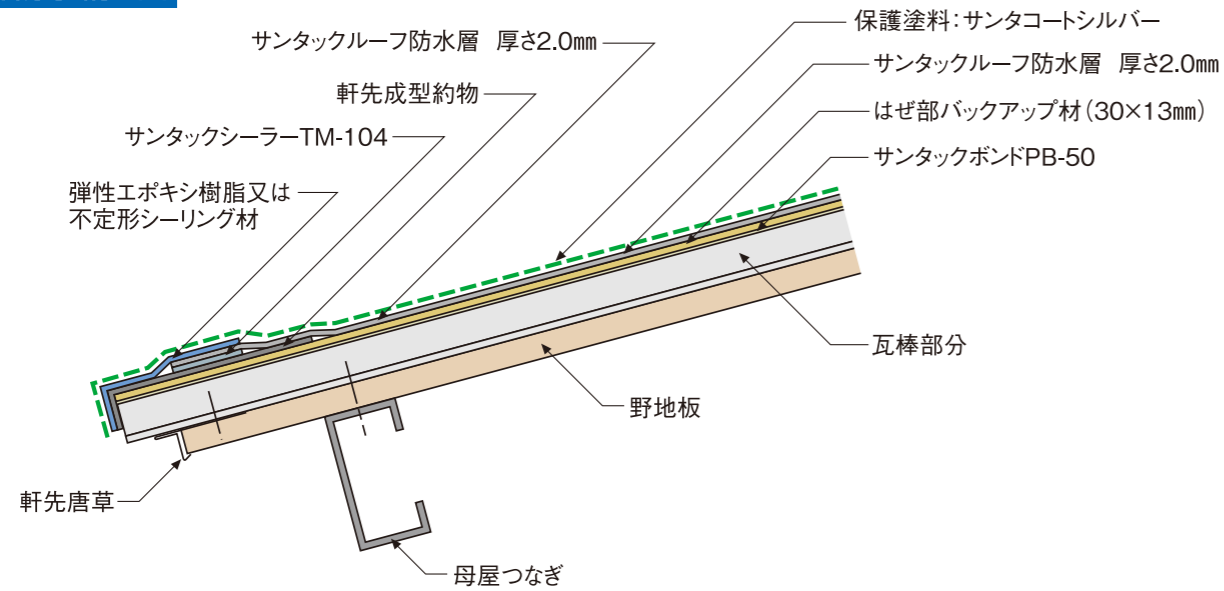 保護塗料：サンタコートシルバー
サンタックルーフ防水層　厚さ2.0㎜
サンタックルーフ防水層　厚さ2.0㎜
はぜ部バックアップ材（30×13㎜）
軒先成型約物
サンタックシーラーTM-104
サンタックボンドPB-50
弾性エポキシ樹脂又は
不定形シーリング材
瓦棒部分
野地板
軒先唐草
母屋つなぎ